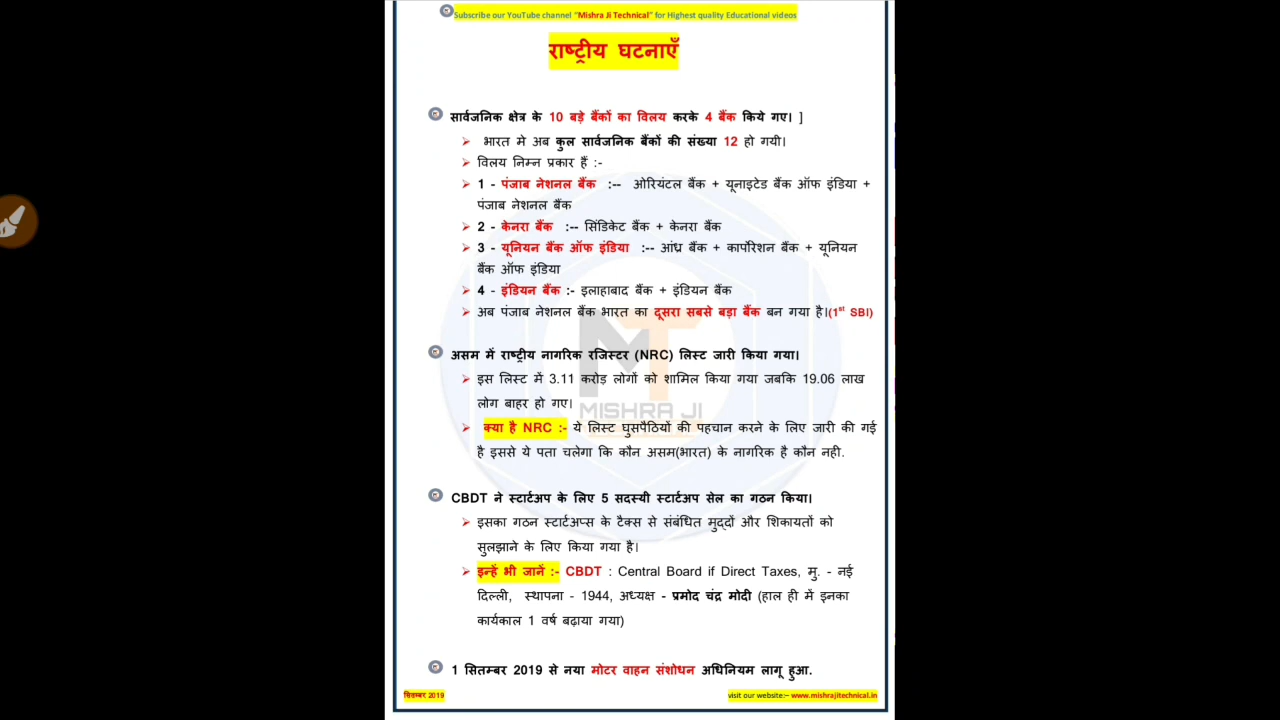 Subscribe our YouTube channel "Mishra Ji Technical" for Highest quality Educational videos
राष्ट्रीय घटनाएँ
सार्वजनिक क्षेत्र के 10 बड़े बैंकों का विलय करके 4 बैंक किये गए। ]
भारत मे अब कुल सार्वजनिक बैंकों की संख्या 12 हो गयी।
विलय निम्न प्रकार हैं :-
1 - पंजाब नेशनल बैंक :-- ओरियंटल बैंक + यूनाइटेड बैंक ऑफ इंडिया +
पंजाब नेशनल बैंक
2 - केनरा बैंक :-- सिंडिकेट बैंक + केनरा बैंक
3 - यूनियन बैंक ऑफ इंडिया :-- आंध्र बैंक + कार्पोरेशन बैंक + यूनियन
बैंक ऑफ इंडिया
4 - इंडियन बैंक :- इलाहाबाद बैंक + इंडियन बैंक
अब पंजाब नेशनल बैंक भारत का दूसरा सबसे बड़ा बैंक बन गया है।(1st SBI)
असम में राष्ट्रीय नागरिक रजिस्टर (NRC) लिस्ट जारी किया गया।
इस लिस्ट में 3.11 करोड़ लोगों को शामिल किया गया जबकि 19.06 लाख
लोग बाहर हो गए।
MISHRA JI
क्या है NRC :- ये लिस्ट घुसपैठियों की पहचान करने के लिए जारी की गई
है इससे ये पता चलेगा कि कौन असम(भारत) के नागरिक है कौन नही.
CBDT ने स्टार्टअप के लिए 5 सदस्यी स्टार्टअप सेल का गठन किया।
इसका गठन स्टार्टअप्स के टैक्स से संबंधित मुद्दों और शिकायतों को
सुलझाने के लिए किया गया है।
इन्हें भी जानें :- CBDT : Central Board if Direct Taxes, मु. - नई
दिल्ली, स्थापना - 1944, अध्यक्ष - प्रमोद चंद्र मोदी (हाल ही में इनका
कार्यकाल 1 वर्ष बढ़ाया गया)
1 सितम्बर 2019 से नया मोटर वाहन संशोधन अधिनियम लागू हुआ.
सितम्बर 2019
visit our website:- www.mishrajitechnical.in